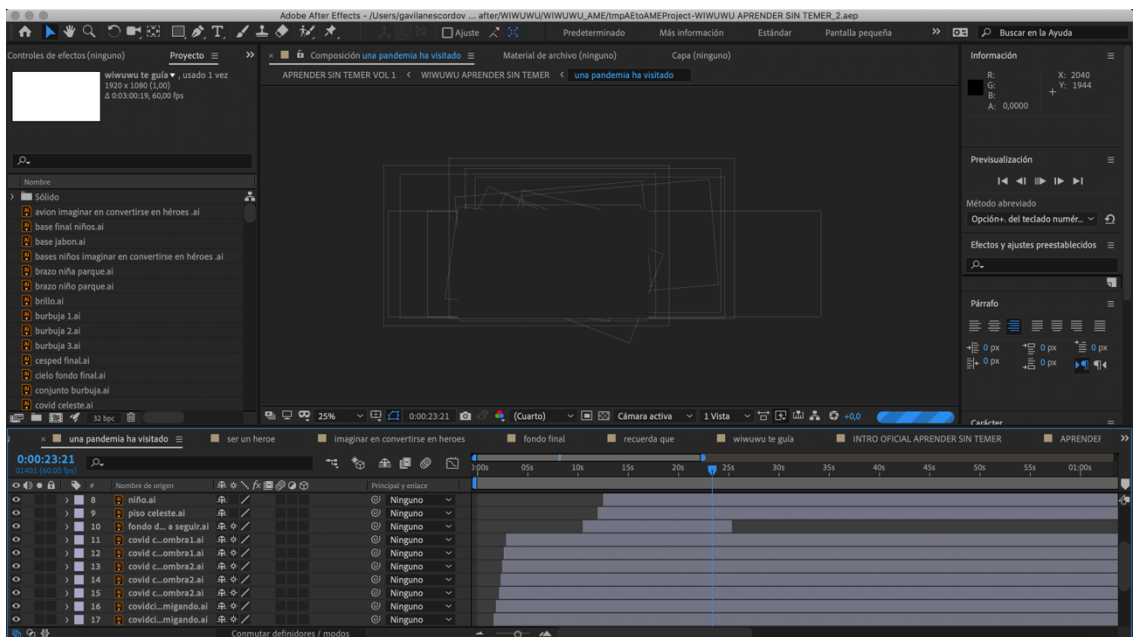 Adobe After Effects - /Users/gavilanescordov ... after/WIWUWU/WIWUWU_AME/tmpAEtoAMEProject-WIWUWU APRENDER SIN TEMER_2.aep
Ajuste
Predeterminado
Más información
Estándar
Pantalla pequeña
Buscar en la Ayuda
Controles de efectos (ninguno)
Proyecto
wiwuwu te guía, usado 1 vez
1920 x 1080 (1,00)
Δ 0:03:00:19, 60,00 fps
Composición una pandemia ha visitado
Material de archivo (ninguno)
Capa (ninguno)
APRENDER SIN TEMER VOL 1
WIWUWU APRENDER SIN TEMER
una pandemia ha visitado
Información
R:
G:
B:
A: 0,0000
X: 2040
Y: 1944
Nombre
Sólido
avion imaginar en convertirse en héroes .ai
base final niños.ai
base jabon.ai
bases niños imaginar en convertirse en héroes .ai
brazo niña parque.ai
brazo niño parque.ai
brillo.ai
burbuja 1.ai
burbuja 2.ai
burbuja 3.ai
cesped final.ai
cielo fondo final.ai
conjunto burbuja.ai
covid celeste.ai
32 bpc
Previsualización
Método abreviado
Opción+. del teclado numér...
Efectos y ajustes preestablecidos
Párrafo
0 px
0 px
0 px
0 px
0 px
Carácter
25%
0:00:23:21
(Cuarto)
Cámara activa
1 Vista
+0,0
una pandemia ha visitado
ser un heroe
imaginar en convertirse en heroes
fondo final
recuerda que
wiwuwu te guía
INTRO OFICIAL APRENDER SIN TEMER
APRENDEF
0:00:23:21
01401 (60.00 fps)
05s 10s 15s 20s 25s 30s 35s 40s 45s 50s 55s 01:00s
# Nombre de origen Principal y enlace
8 niño.ai Ninguno
9 piso celeste.ai Ninguno
10 fondo d... a seguir.ai Ninguno
11 covid c...ombra1.ai Ninguno
12 covid c...ombra1.ai Ninguno
13 covid c...ombra2.ai Ninguno
14 covid c...ombra2.ai Ninguno
15 covid c...ombra2.ai Ninguno
16 covidci...migando.ai Ninguno
17 covidci...migando.ai Ninguno
Conmutar definidores / modos